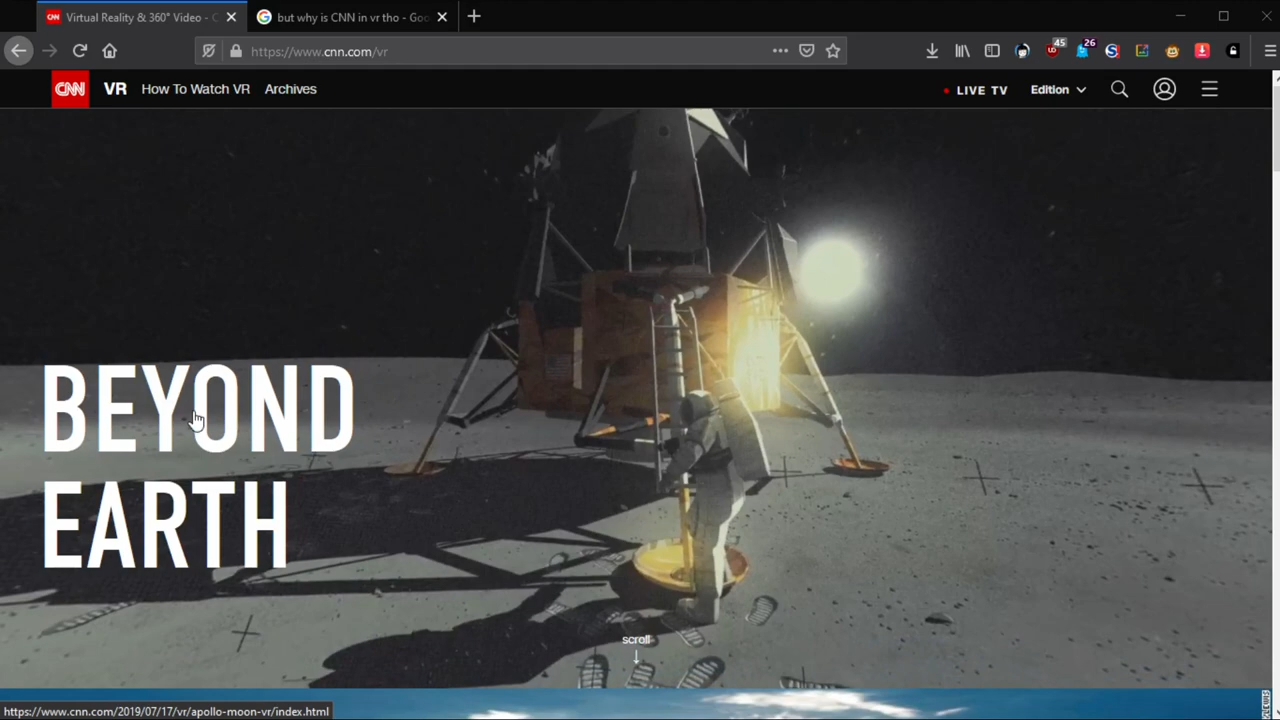 Virtual Reality & 360° Video - C
but why is CNN in vr tho - Goo
https://www.cnn.com/vr
45
26
CNN VR How To Watch VR Archives
LIVE TV Edition
BEYOND
EARTH
scroll
https://www.cnn.com/2019/07/17/vr/apollo-moon-vr/index.html